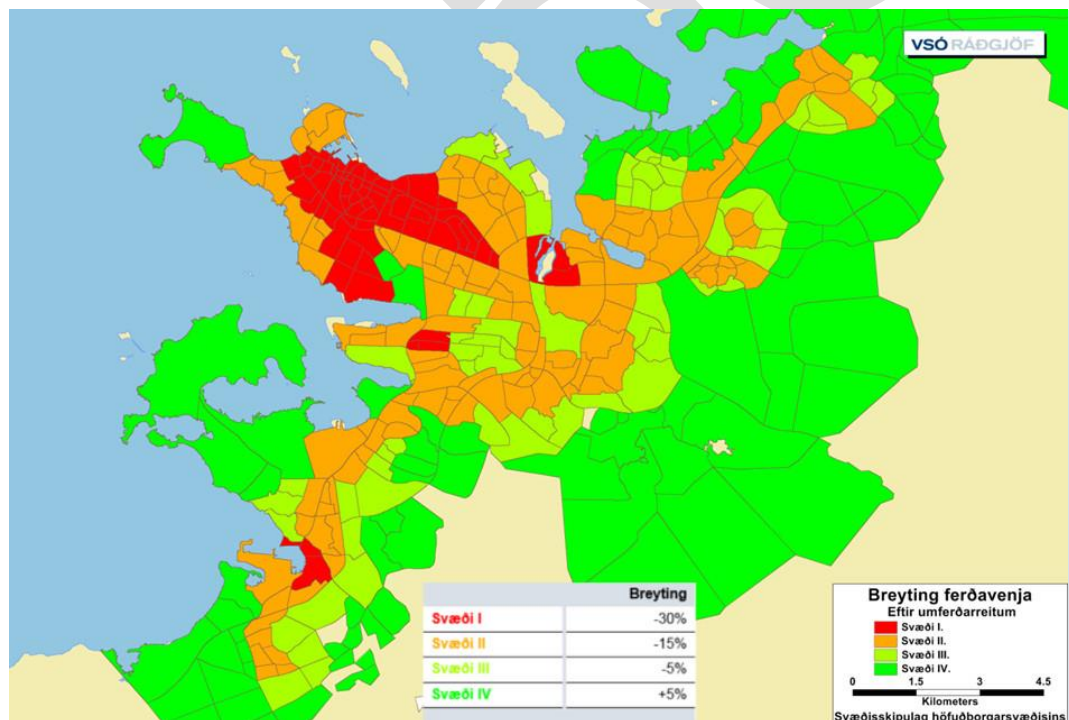 VSÓ RÁÐGJÖF
Breyting
Svæði I -30%
Svæði II -15%
Svæði III -5%
Svæði IV +5%
Breyting ferðavenja
Eftir umferðarreitum
Svæði I.
Svæði II.
Svæði III.
Svæði IV.
0 1.5 3 4.5
Kilometers
Svæðisskipulag höfuðborgarsvæðisins